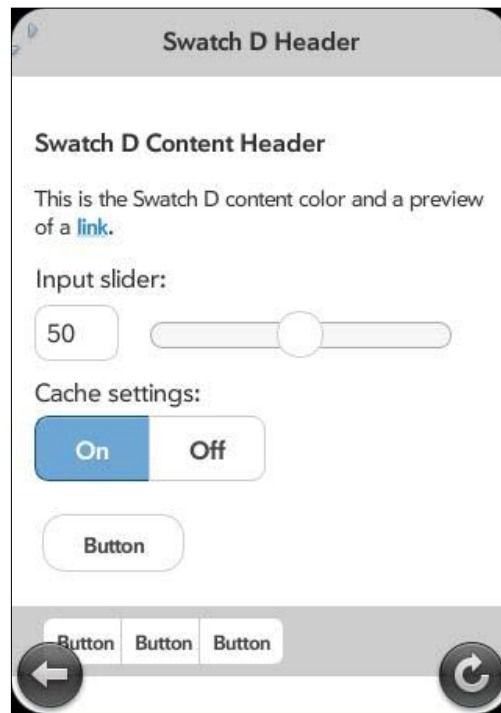 Swatch D Header
Swatch D Content Header
This is the Swatch D content color and a preview
of a link.
Input slider:
50
Cache settings:
On Off
Button
Button Button Button